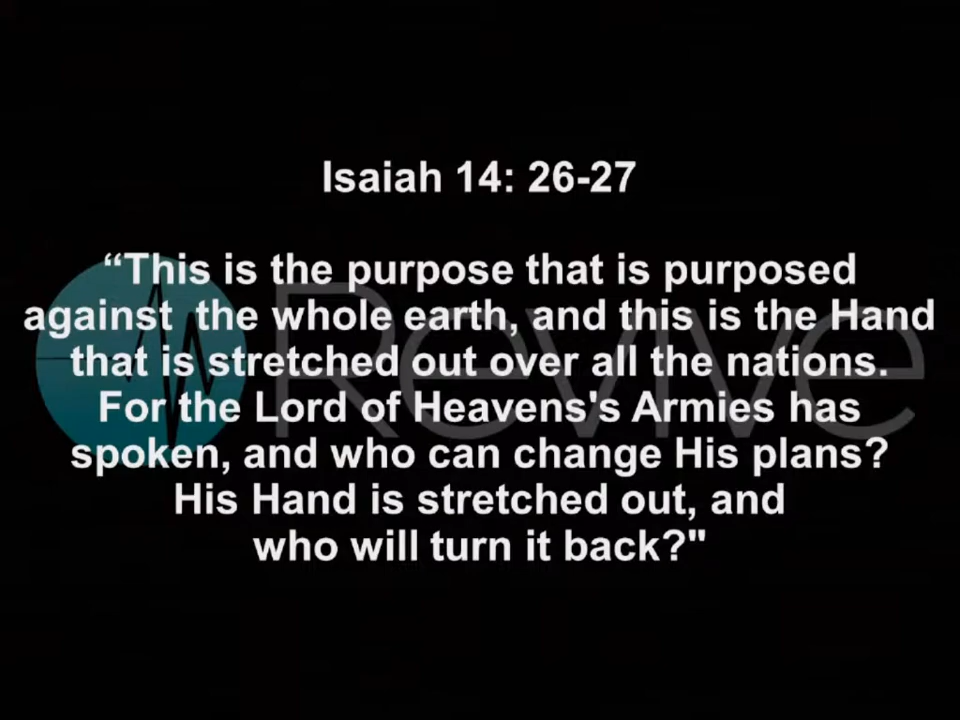 Isaiah 14: 26-27
“This is the purpose that is purposed
against  the whole earth, and this is the Hand
that is stretched out over all the nations.
For the Lord of Heavens's Armies has
spoken, and who can change His plans?
His Hand is stretched out, and
who will turn it back?"
Revive